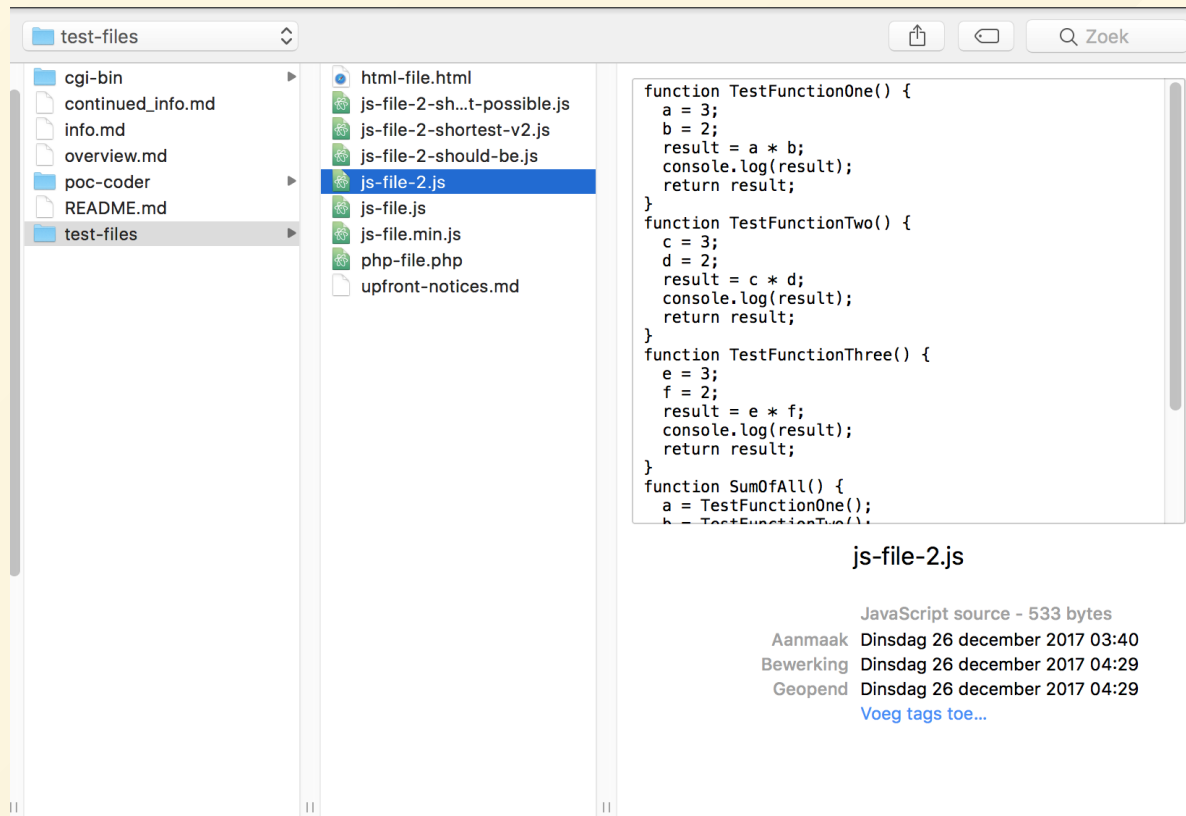 test-files
Zoek
cgi-bin
continued_info.md
info.md
overview.md
poc-coder
README.md
test-files
html-file.html
js-file-2-sh...t-possible.js
js-file-2-shortest-v2.js
js-file-2-should-be.js
js-file-2.js
js-file.js
js-file.min.js
php-file.php
upfront-notices.md
function TestFunctionOne() {
  a = 3;
  b = 2;
  result = a * b;
  console.log(result);
  return result;
}
function TestFunctionTwo() {
  c = 3;
  d = 2;
  result = c * d;
  console.log(result);
  return result;
}
function TestFunctionThree() {
  e = 3;
  f = 2;
  result = e * f;
  console.log(result);
  return result;
}
function SumOfAll() {
  a = TestFunctionOne();
  b = TestFunctionTwo();
js-file-2.js
JavaScript source - 533 bytes
Aanmaak Dinsdag 26 december 2017 03:40
Bewerking Dinsdag 26 december 2017 04:29
Geopend Dinsdag 26 december 2017 04:29
Voeg tags toe...